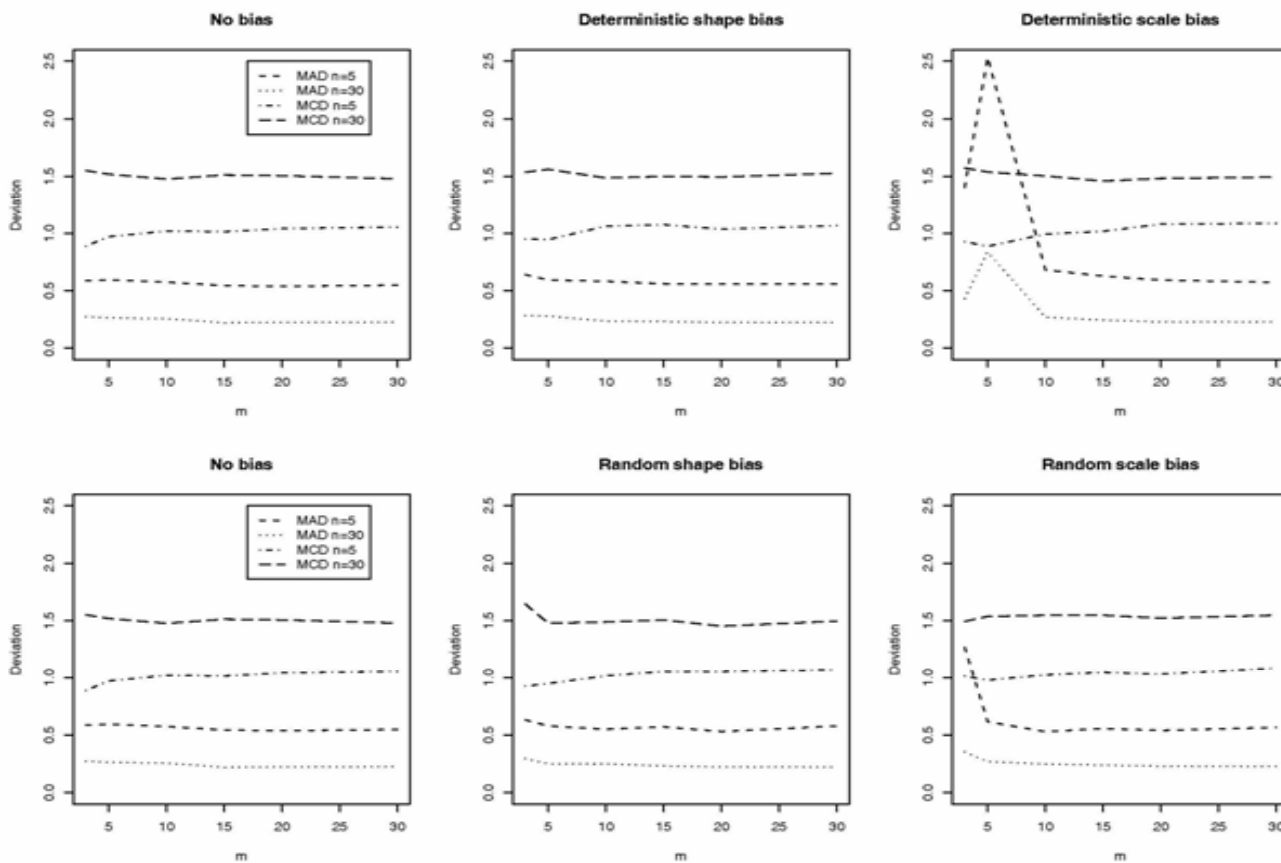 No bias
Deterministic shape bias
Deterministic scale bias
Deviation
0.0 0.5 1.0 1.5 2.0 2.5
MAD n=5
MAD n=30
MCD n=5
MCD n=30
5 10 15 20 25 30
m
Deviation
0.0 0.5 1.0 1.5 2.0 2.5
5 10 15 20 25 30
m
Deviation
0.0 0.5 1.0 1.5 2.0 2.5
5 10 15 20 25 30
m
No bias
Random shape bias
Random scale bias
Deviation
0.0 0.5 1.0 1.5 2.0 2.5
MAD n=5
MAD n=30
MCD n=5
MCD n=30
5 10 15 20 25 30
m
Deviation
0.0 0.5 1.0 1.5 2.0 2.5
5 10 15 20 25 30
m
Deviation
0.0 0.5 1.0 1.5 2.0 2.5
5 10 15 20 25 30
m